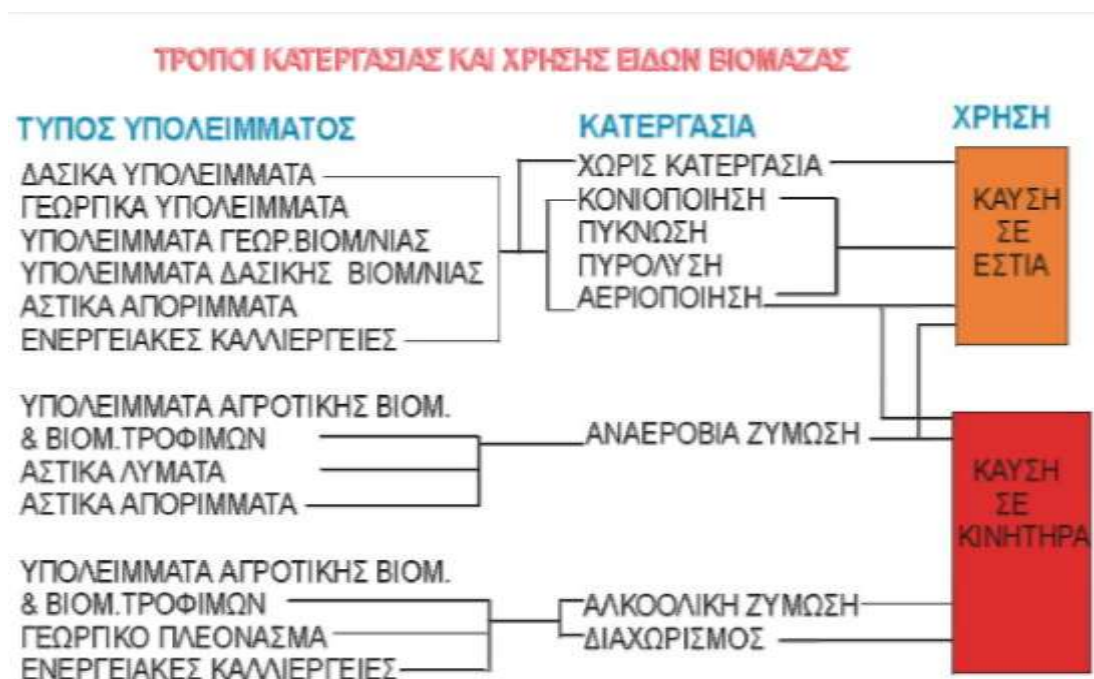 ΤΡΟΠΟΙ ΚΑΤΕΡΓΑΣΙΑΣ ΚΑΙ ΧΡΗΣΗΣ ΕΙΔΩΝ ΒΙΟΜΑΖΑΣ
ΤΥΠΟΣ ΥΠΟΛΕΙΜΜΑΤΟΣ
ΔΑΣΙΚΑ ΥΠΟΛΕΙΜΜΑΤΑ
ΓΕΩΡΓΙΚΑ ΥΠΟΛΕΙΜΜΑΤΑ
ΥΠΟΛΕΙΜΜΑΤΑ ΓΕΩΡ.ΒΙΟΜ/ΝΙΑΣ
ΥΠΟΛΕΙΜΜΑΤΑ ΔΑΣΙΚΗΣ ΒΙΟΜ/ΝΙΑΣ
ΑΣΤΙΚΑ ΑΠΟΡΙΜΜΑΤΑ
ΕΝΕΡΓΕΙΑΚΕΣ ΚΑΛΛΙΕΡΓΕΙΕΣ
ΥΠΟΛΕΙΜΜΑΤΑ ΑΓΡΟΤΙΚΗΣ ΒΙΟΜ.
& ΒΙΟΜ.ΤΡΟΦΙΜΩΝ
ΑΣΤΙΚΑ ΛΥΜΑΤΑ
ΑΣΤΙΚΑ ΑΠΟΡΙΜΜΑΤΑ
ΥΠΟΛΕΙΜΜΑΤΑ ΑΓΡΟΤΙΚΗΣ ΒΙΟΜ.
& ΒΙΟΜ.ΤΡΟΦΙΜΩΝ
ΓΕΩΡΓΙΚΟ ΠΛΕΟΝΑΣΜΑ
ΕΝΕΡΓΕΙΑΚΕΣ ΚΑΛΛΙΕΡΓΕΙΕΣ
ΚΑΤΕΡΓΑΣΙΑ
ΧΩΡΙΣ ΚΑΤΕΡΓΑΣΙΑ
ΚΟΝΙΟΠΟΙΗΣΗ
ΠΥΚΝΩΣΗ
ΠΥΡΟΛΥΣΗ
ΑΕΡΙΟΠΟΙΗΣΗ
ΑΝΑΕΡΟΒΙΑ ΖΥΜΩΣΗ
ΑΛΚΟΟΛΙΚΗ ΖΥΜΩΣΗ
ΔΙΑΧΩΡΙΣΜΟΣ
ΧΡΗΣΗ
ΚΑΥΣΗ
ΣΕ
ΕΣΤΙΑ
ΚΑΥΣΗ
ΣΕ
ΚΙΝΗΤΗΡΑ